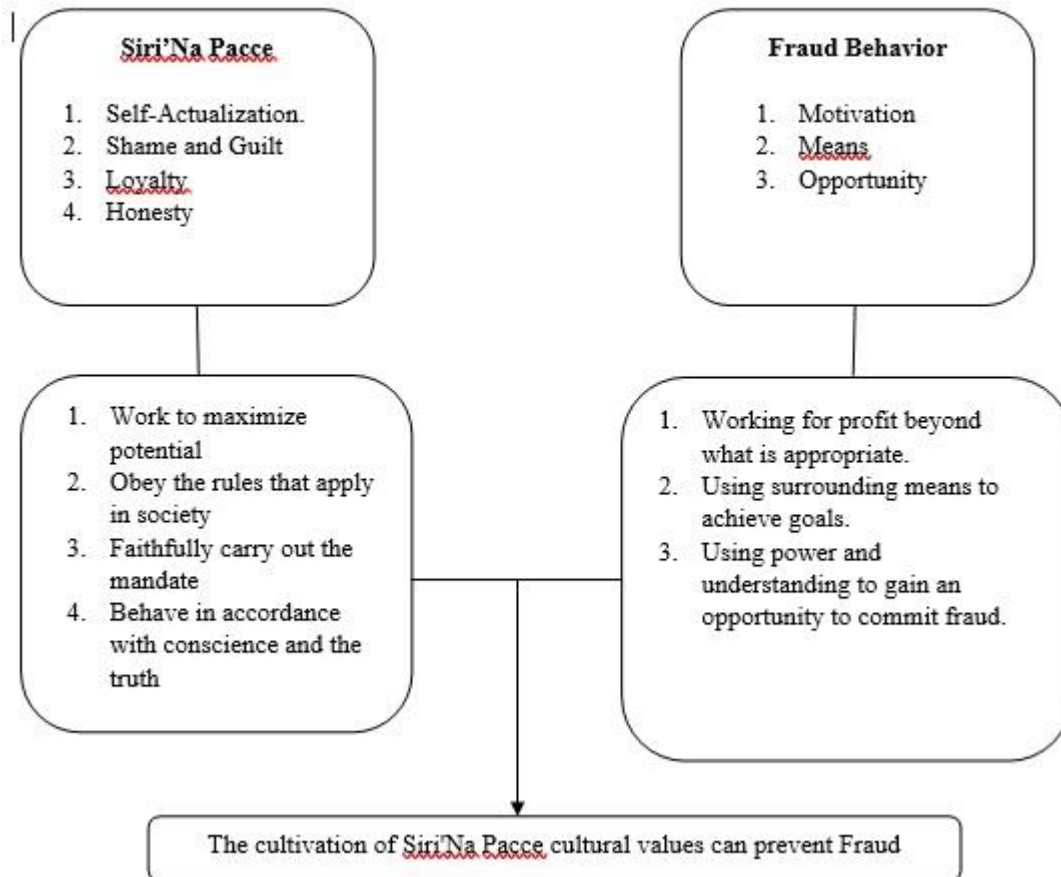 Siri'Na Pacce
1. Self-Actualization.
2. Shame and Guilt
3. Loyalty
4. Honesty
Fraud Behavior
1. Motivation
2. Means
3. Opportunity
1. Work to maximize
potential
2. Obey the rules that apply
in society
3. Faithfully carry out the
mandate
4. Behave in accordance
with conscience and the
truth
1. Working for profit beyond
what is appropriate.
2. Using surrounding means to
achieve goals.
3. Using power and
understanding to gain an
opportunity to commit fraud.
The cultivation of Siri'Na Pacce cultural values can prevent Fraud